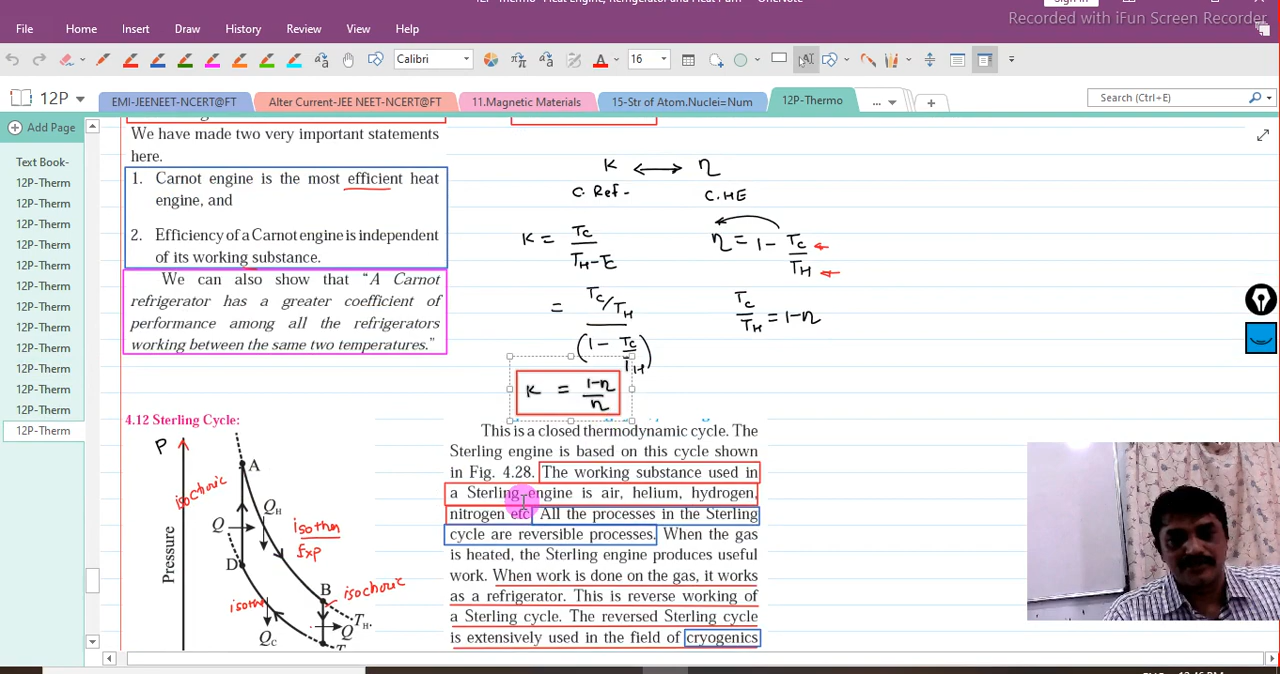 12P-Thermo- Heat Engine, Refrigerator and Heat Pum - OneNote
Sign in
Recorded with iFun Screen Recorder
File Home Insert Draw History Review View Help
Calibri 16
12P EMI-JEENEET-NCERT@FT Alter Current-JEE NEET-NCERT@FT 11.Magnetic Materials 15-Str of Atom.Nuclei=Num 12P-Thermo ... + Search (Ctrl+E)
Add Page
Text Book-
12P-Therm
12P-Therm
12P-Therm
12P-Therm
12P-Therm
12P-Therm
12P-Therm
12P-Therm
12P-Therm
12P-Therm
12P-Therm
12P-Therm
12P-Therm
We have made two very important statements
here.
1. Carnot engine is the most efficient heat
engine, and
2. Efficiency of a Carnot engine is independent
of its working substance.
We can also show that “A Carnot
refrigerator has a greater coefficient of
performance among all the refrigerators
working between the same two temperatures.”
K ↔ η
C. Ref- C. HE
K = Tc / TH-Tc
= Tc/TH / (1 - Tc/TH)
K = 1-η / η
η = 1 - Tc/TH
Tc/TH = 1-η
4.12 Sterling Cycle:
P
A
isochoric
QH
Q
isothem
Exp
D
B
isochoric
isothe
Pressure
TH.
Q
QC
T
This is a closed thermodynamic cycle. The
Sterling engine is based on this cycle shown
in Fig. 4.28. The working substance used in
a Sterling engine is air, helium, hydrogen,
nitrogen etc. All the processes in the Sterling
cycle are reversible processes. When the gas
is heated, the Sterling engine produces useful
work. When work is done on the gas, it works
as a refrigerator. This is reverse working of
a Sterling cycle. The reversed Sterling cycle
is extensively used in the field of cryogenics